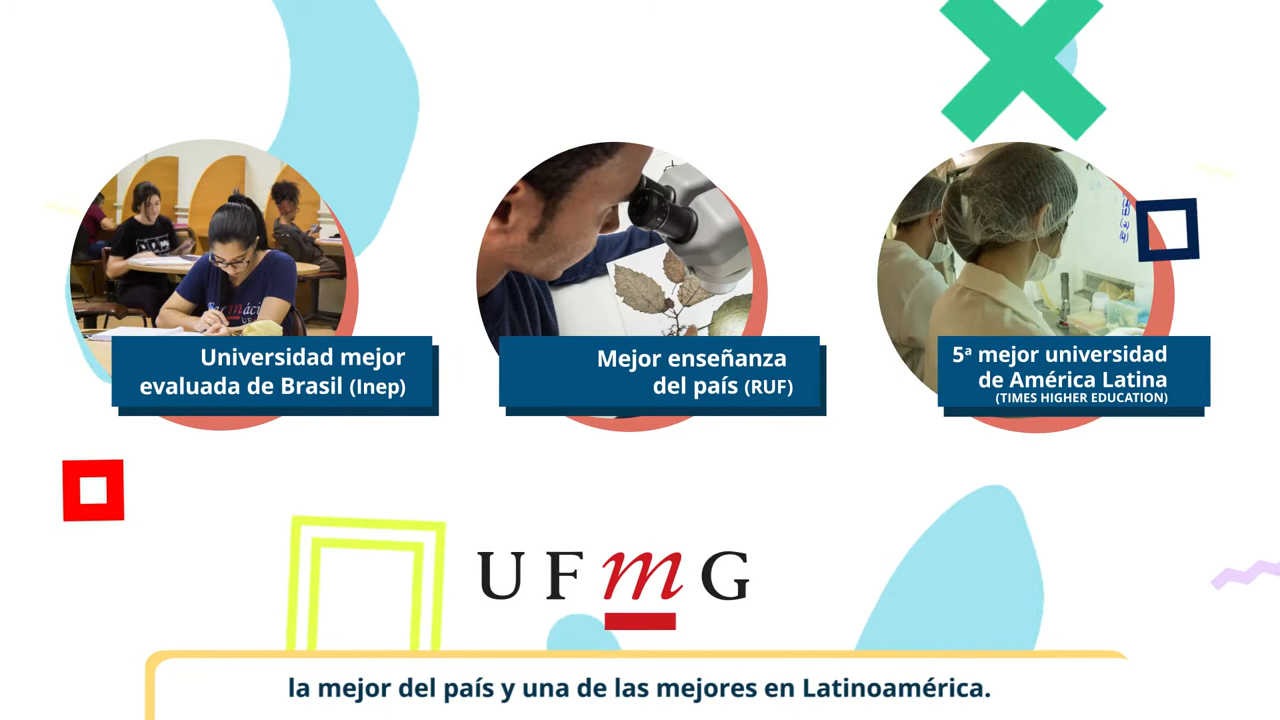 Universidad mejor
evaluada de Brasil (Inep)
Mejor enseñanza
del país (RUF)
5ª mejor universidad
de América Latina
(TIMES HIGHER EDUCATION)
UFmG
la mejor del país y una de las mejores en Latinoamérica.